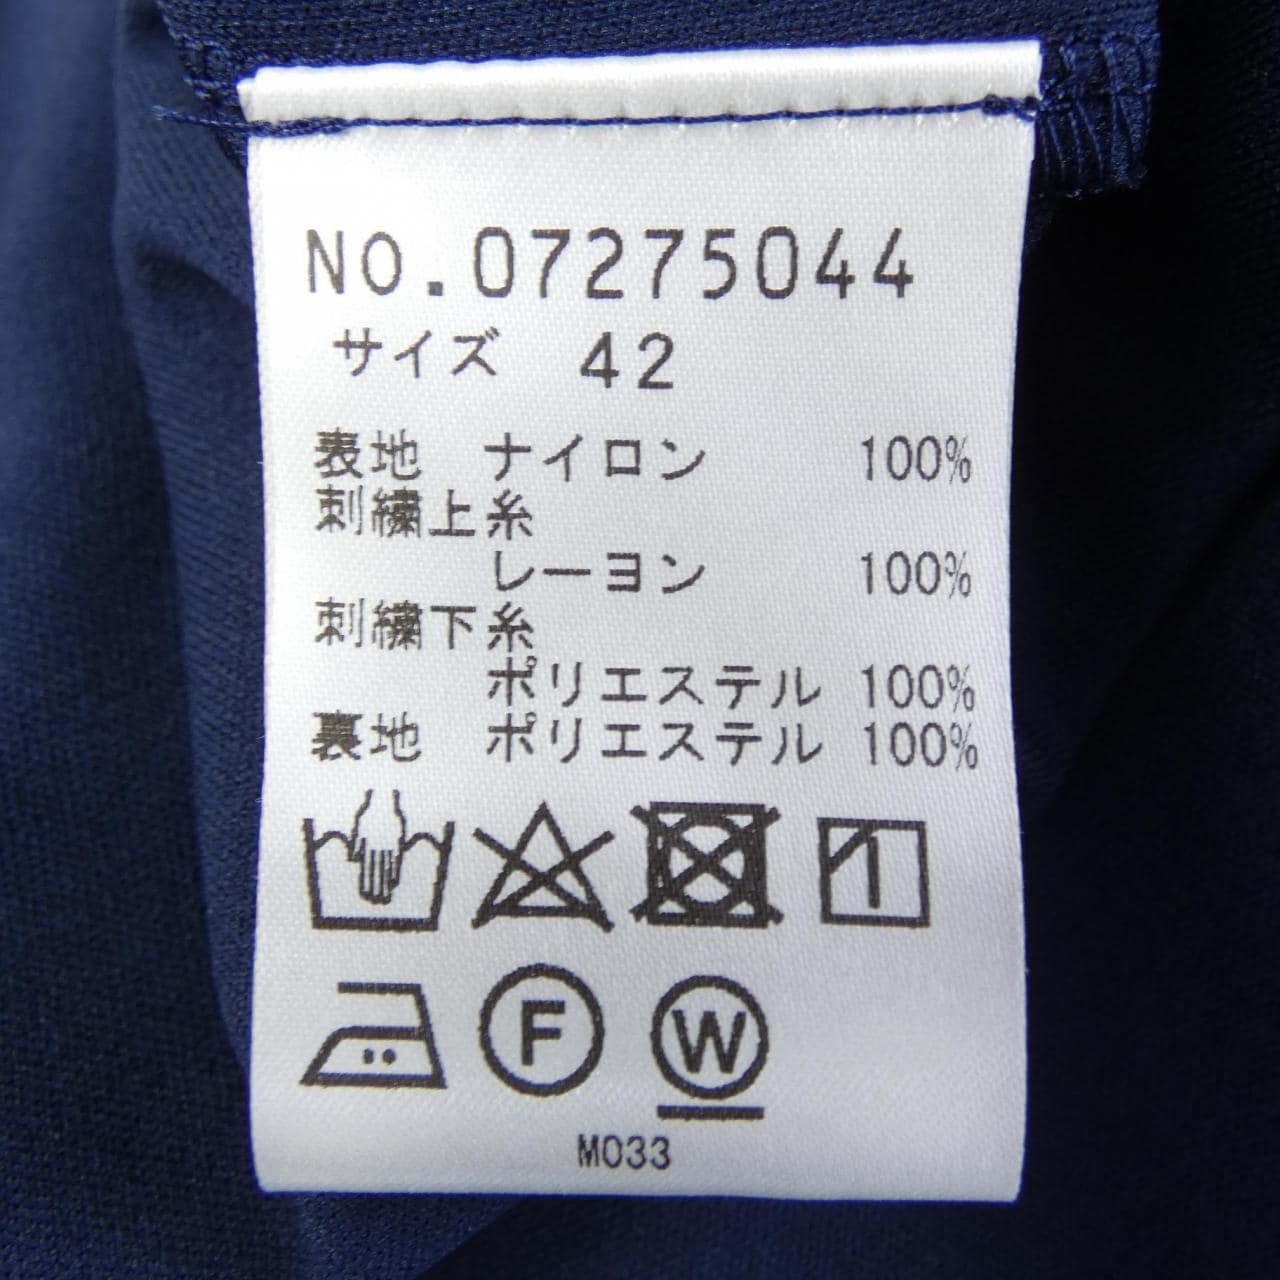 NO.07275044
サイズ 42
表地 ナイロン 100%
刺繍上糸
レーヨン 100%
刺繍下糸
ポリエステル 100%
裏地 ポリエステル 100%
F W
M033